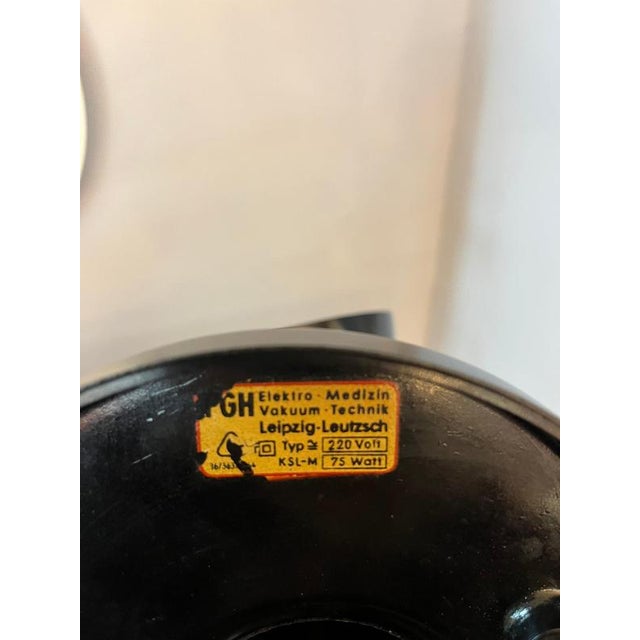 PGH Elektro · Medizin
Vakuum · Technik
Leipzig-Leutzsch
Typ ≅ 220 Volt
KSL-M 75 Watt